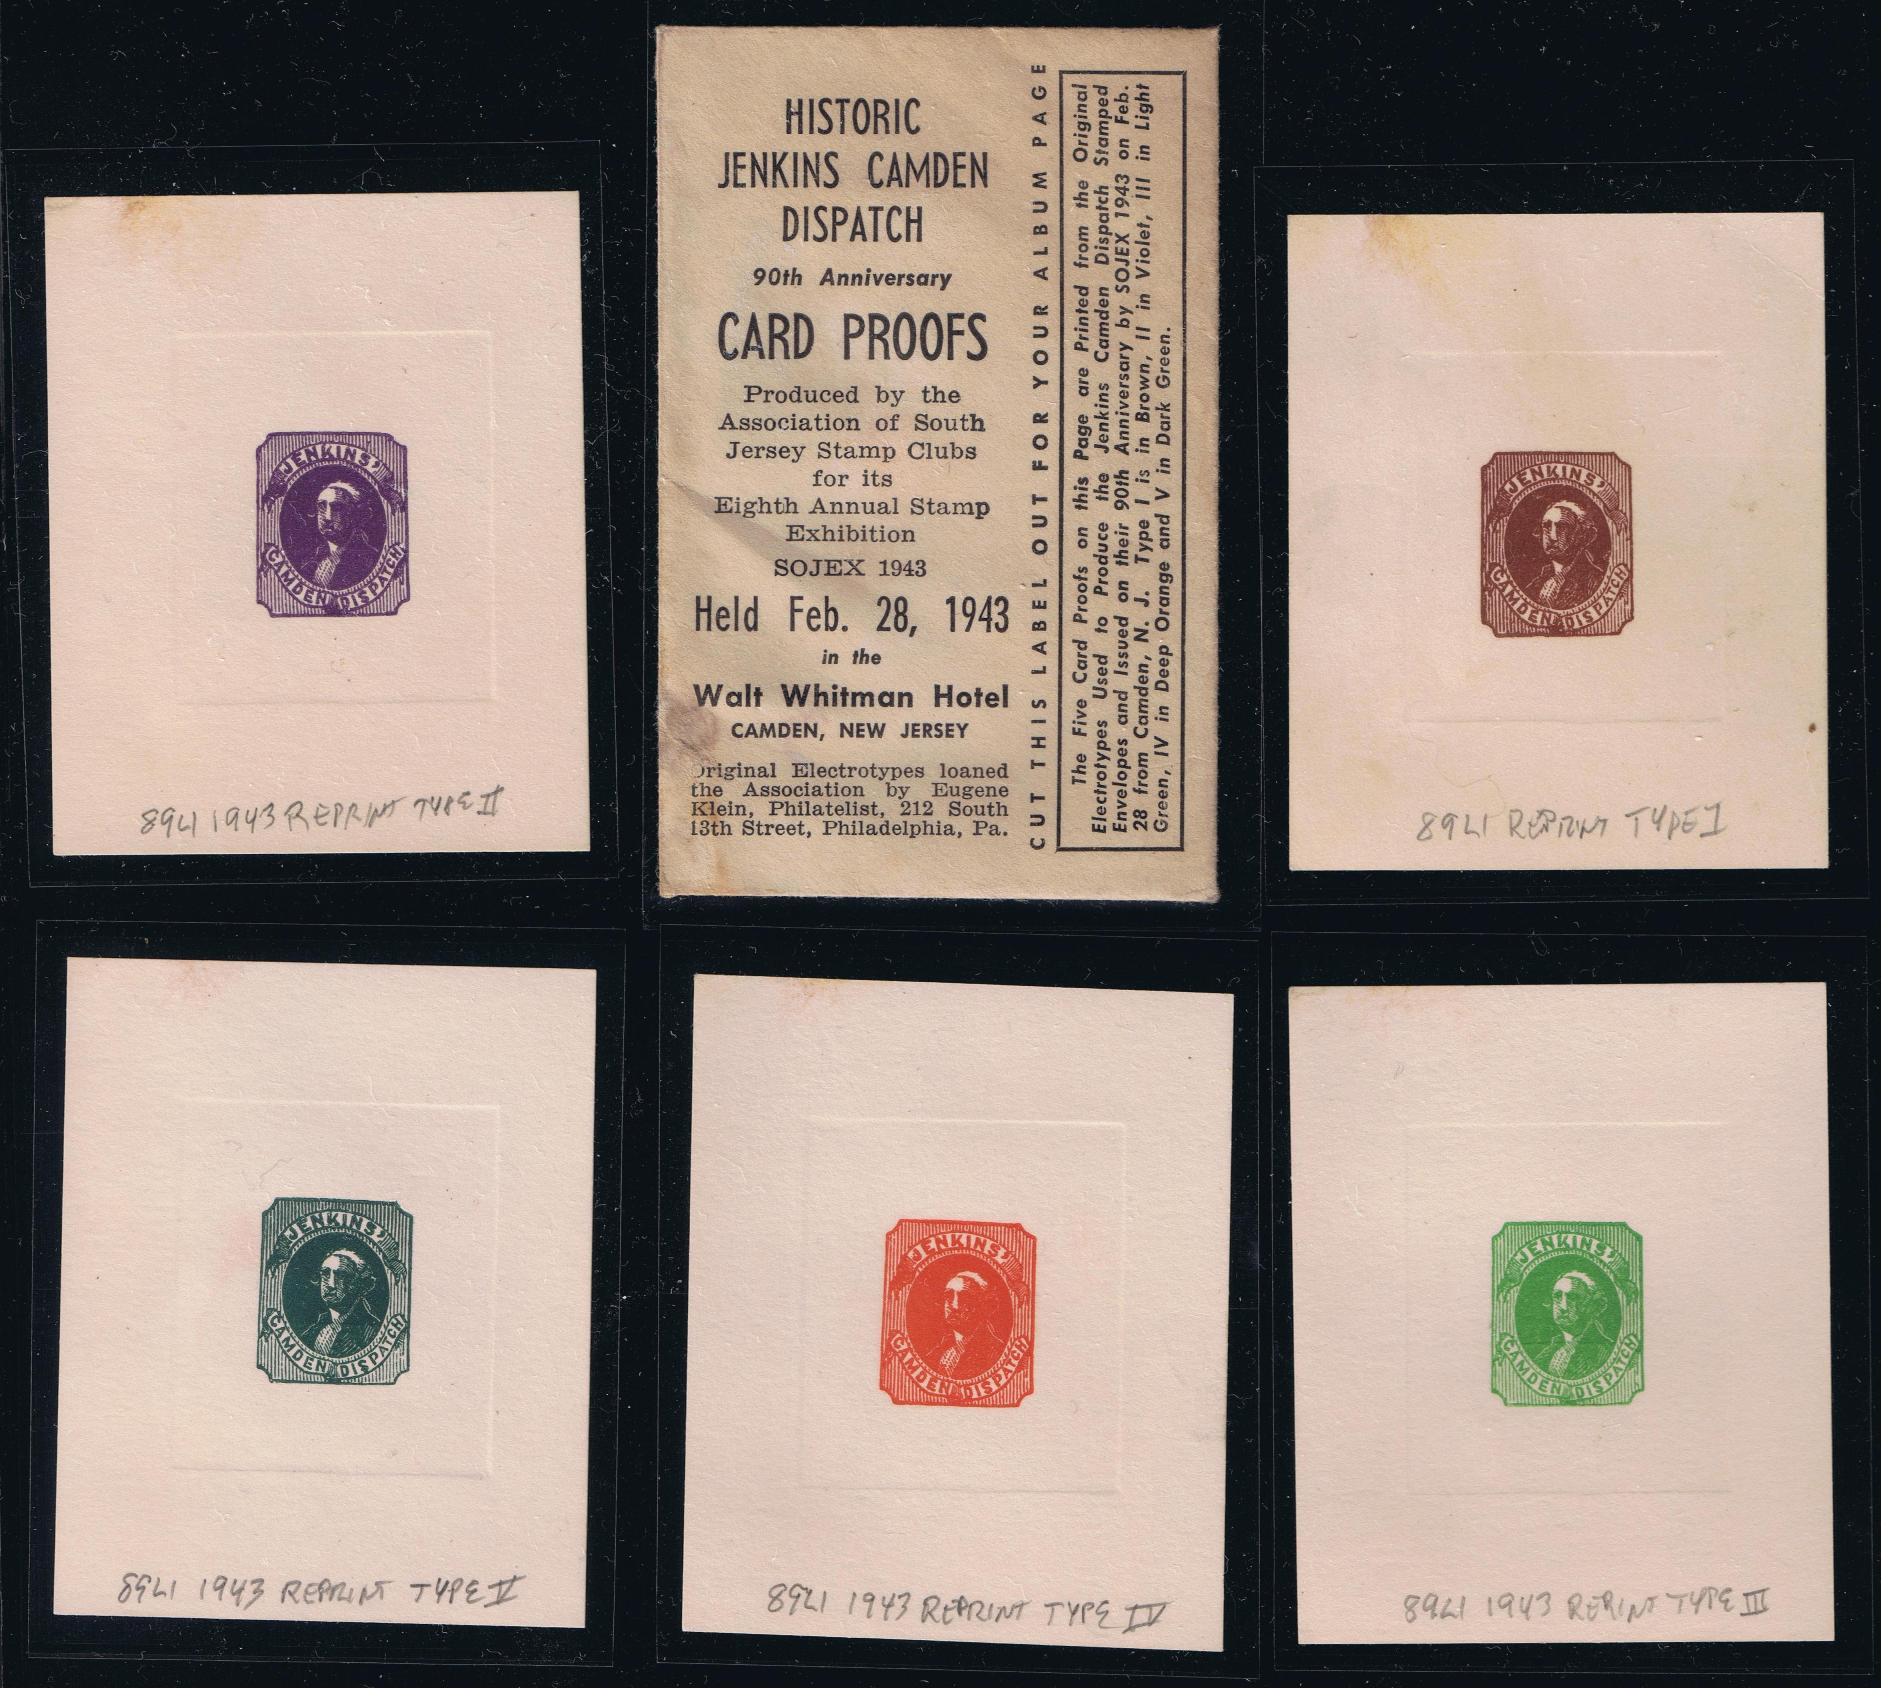 JENKINS'
CAMDEN DISPATCH
89L1 1943 REPRINT TYPE II
HISTORIC
JENKINS CAMDEN
DISPATCH
90th Anniversary
CARD PROOFS
Produced by the
Association of South
Jersey Stamp Clubs
for its
Eighth Annual Stamp
Exhibition
SOJEX 1943
Held Feb. 28, 1943
in the
Walt Whitman Hotel
CAMDEN, NEW JERSEY
Original Electrotypes loaned
the Association by Eugene
Klein, Philatelist, 212 South
13th Street, Philadelphia, Pa.
CUT THIS LABEL OUT FOR YOUR ALBUM PAGE
The Five Card Proofs on this Page are Printed from the Original
Electrotypes Used to Produce the Jenkins Camden Dispatch Stamped
Envelopes and Issued on their 90th Anniversary by SOJEX 1943 on Feb.
28 from Camden, N. J. Type I is in Brown, II in Violet, III in Light
Green, IV in Deep Orange and V in Dark Green.
JENKINS'
CAMDEN DISPATCH
89L1 REPRINT TYPE I
JENKINS'
CAMDEN DISPATCH
89L1 1943 REPRINT TYPE V
JENKINS'
CAMDEN DISPATCH
89L1 1943 REPRINT TYPE IV
JENKINS'
CAMDEN DISPATCH
89L1 1943 REPRINT TYPE III